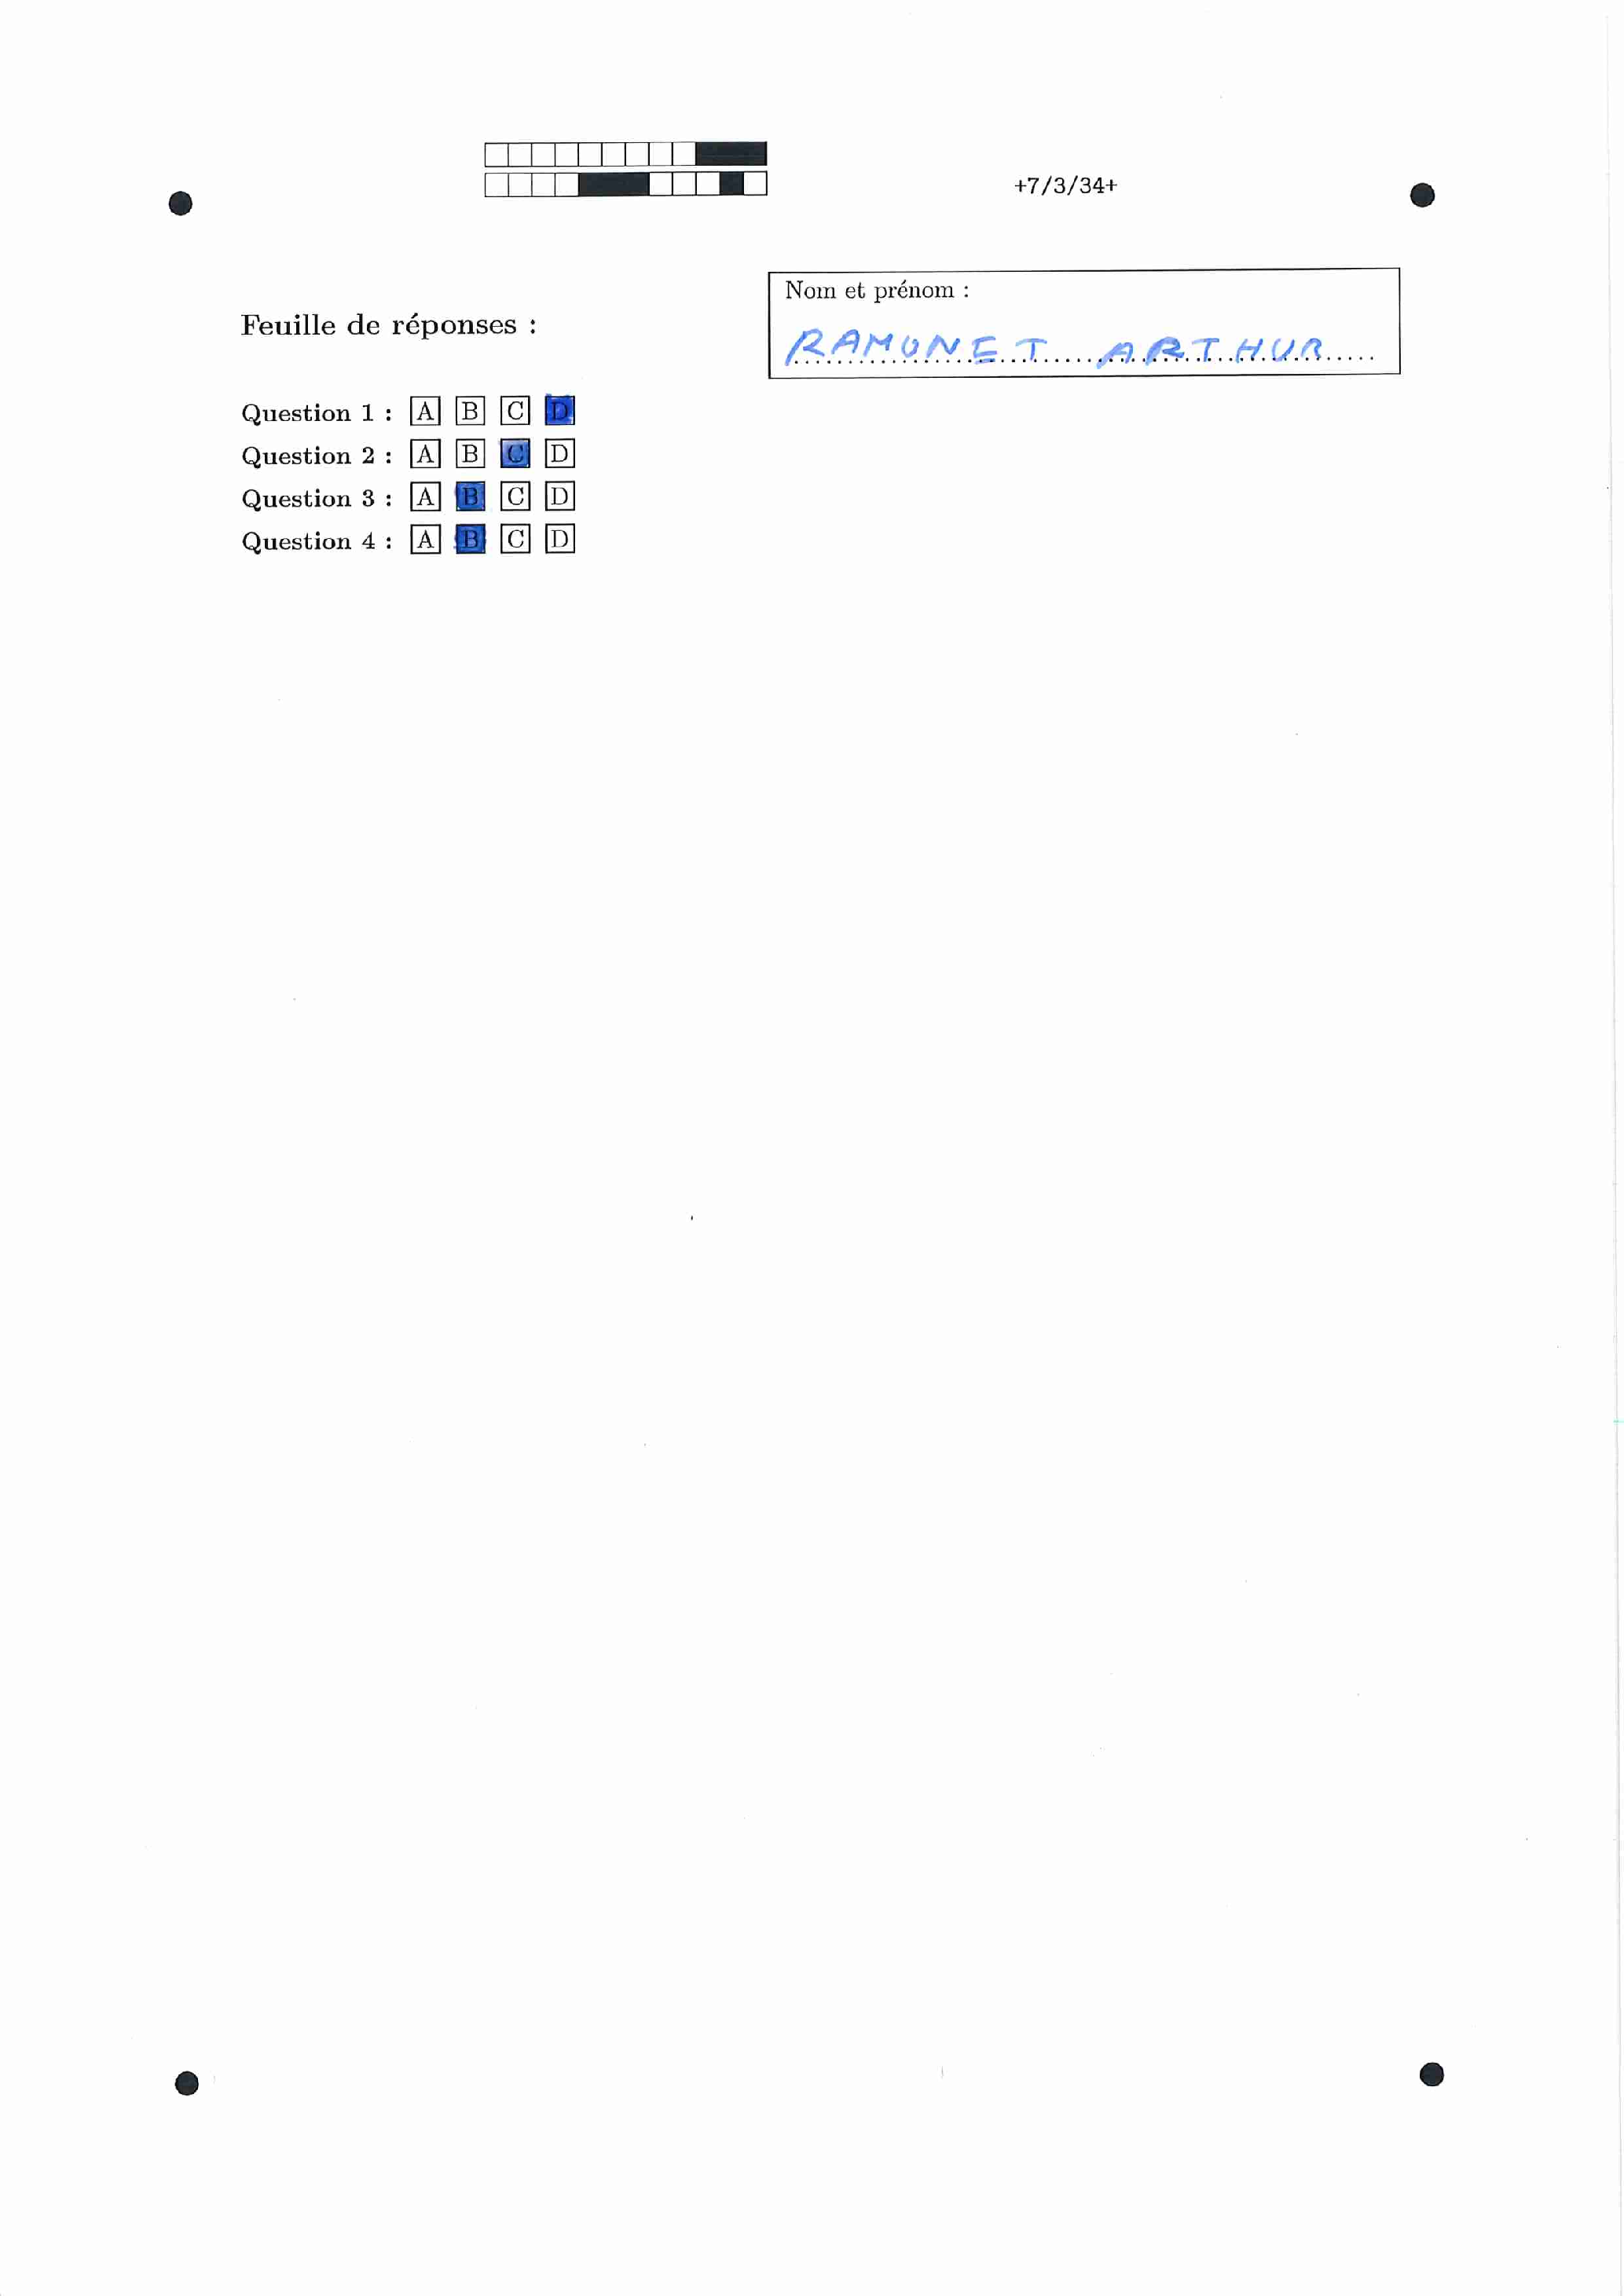 +7/3/34+
Nom et prénom :
RAMONET ARTHUR
Feuille de réponses :
Question 1 : A B C D
Question 2 : A B C D
Question 3 : A B C D
Question 4 : A B C D